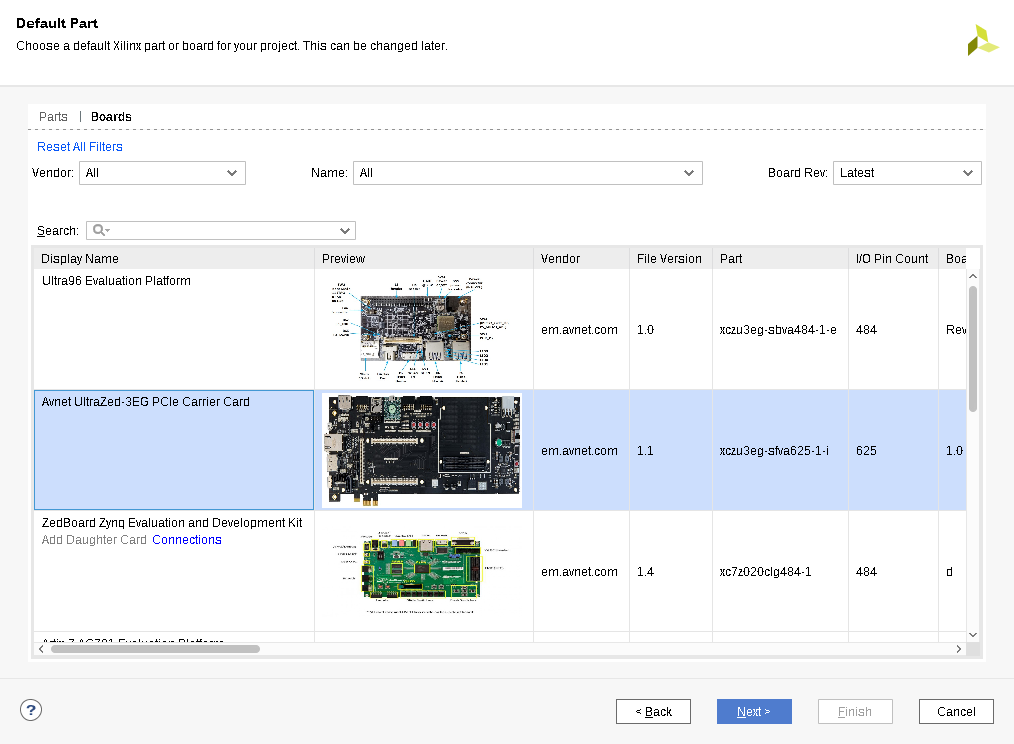 Default Part
Choose a default Xilinx part or board for your project. This can be changed later.
Parts | Boards
Reset All Filters
Vendor: All Name: All Board Rev: Latest
Search:
Display Name Preview Vendor File Version Part I/O Pin Count Boa
Ultra96 Evaluation Platform
em.avnet.com 1.0 xczu3eg-sbva484-1-e 484 Rev
Avnet UltraZed-3EG PCIe Carrier Card
em.avnet.com 1.1 xczu3eg-sfva625-1-i 625 1.0
ZedBoard Zynq Evaluation and Development Kit
Add Daughter Card Connections
em.avnet.com 1.4 xc7z020clg484-1 484 d
? < Back Next > Finish Cancel